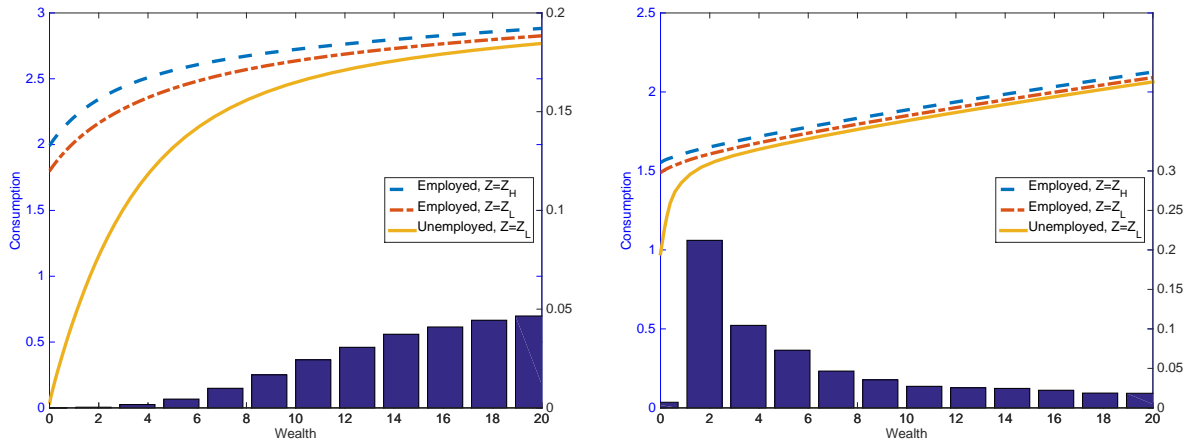 3
2.5
2
1.5
1
0.5
0
Consumption
0.2
0.15
0.1
0.05
0
Employed, Z=Z_H
Employed, Z=Z_L
Unemployed, Z=Z_L
0 2 4 6 8 10 12 14 16 18 20
Wealth
2.5
2
1.5
1
0.5
0
Consumption
0.3
0.25
0.2
0.15
0.1
0.05
0
Employed, Z=Z_H
Employed, Z=Z_L
Unemployed, Z=Z_L
0 2 4 6 8 10 12 14 16 18 20
Wealth